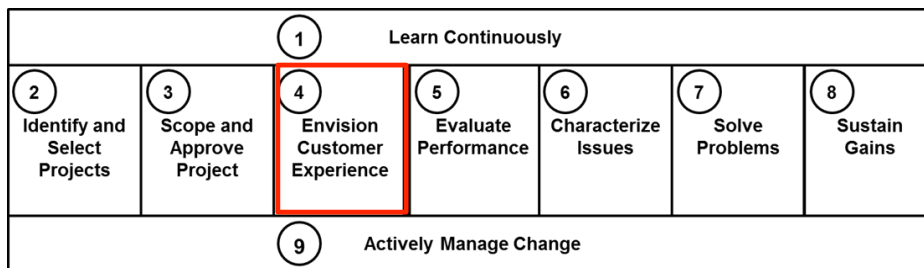 1 Learn Continuously
2
Identify and
Select
Projects
3
Scope and
Approve
Project
4
Envision
Customer
Experience
5
Evaluate
Performance
6
Characterize
Issues
7
Solve
Problems
8
Sustain
Gains
9 Actively Manage Change